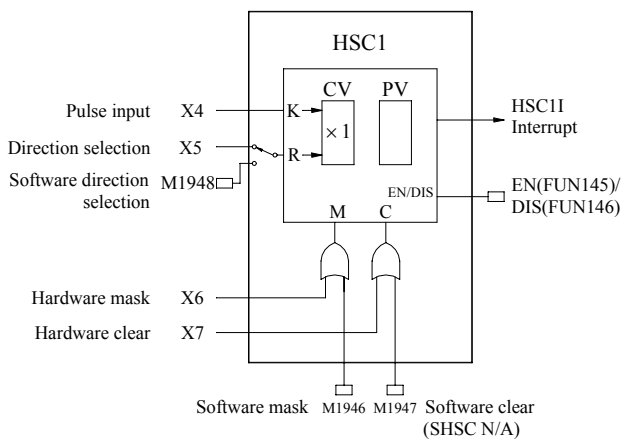 HSC1
CV PV
Pulse input X4 K
HSC1I
Interrupt
× 1
Direction selection X5
R
Software direction
selection
M1948
EN/DIS
EN(FUN145)/
DIS(FUN146)
M C
Hardware mask X6
Hardware clear X7
Software mask M1946 M1947 Software clear
(SHSC N/A)